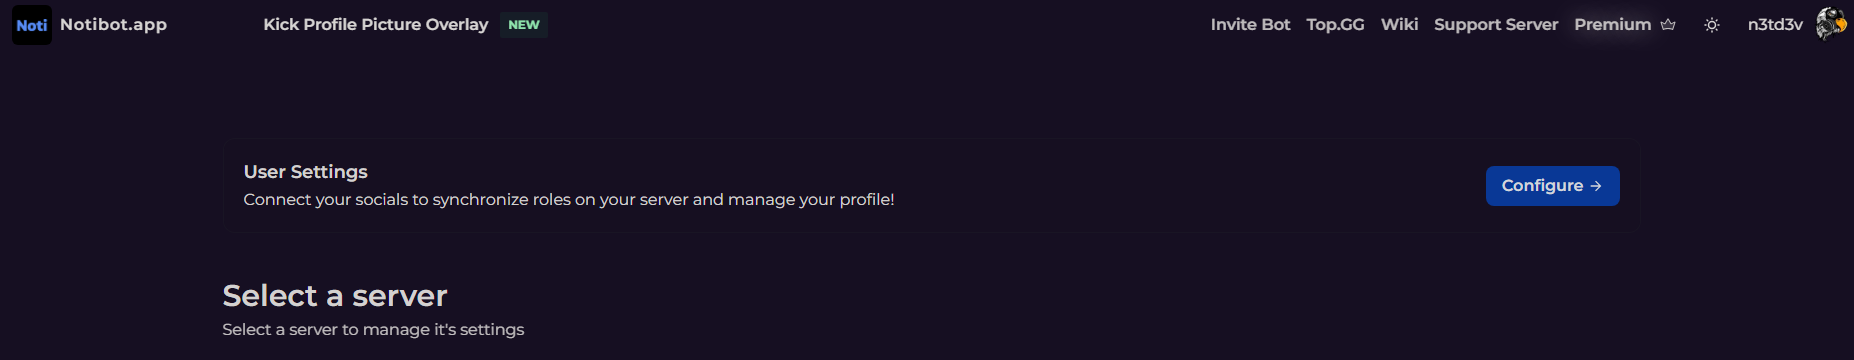 Noti Notibot.app Kick Profile Picture Overlay NEW Invite Bot Top.GG Wiki Support Server Premium n3td3v
User Settings
Connect your socials to synchronize roles on your server and manage your profile!
Configure →
Select a server
Select a server to manage it's settings